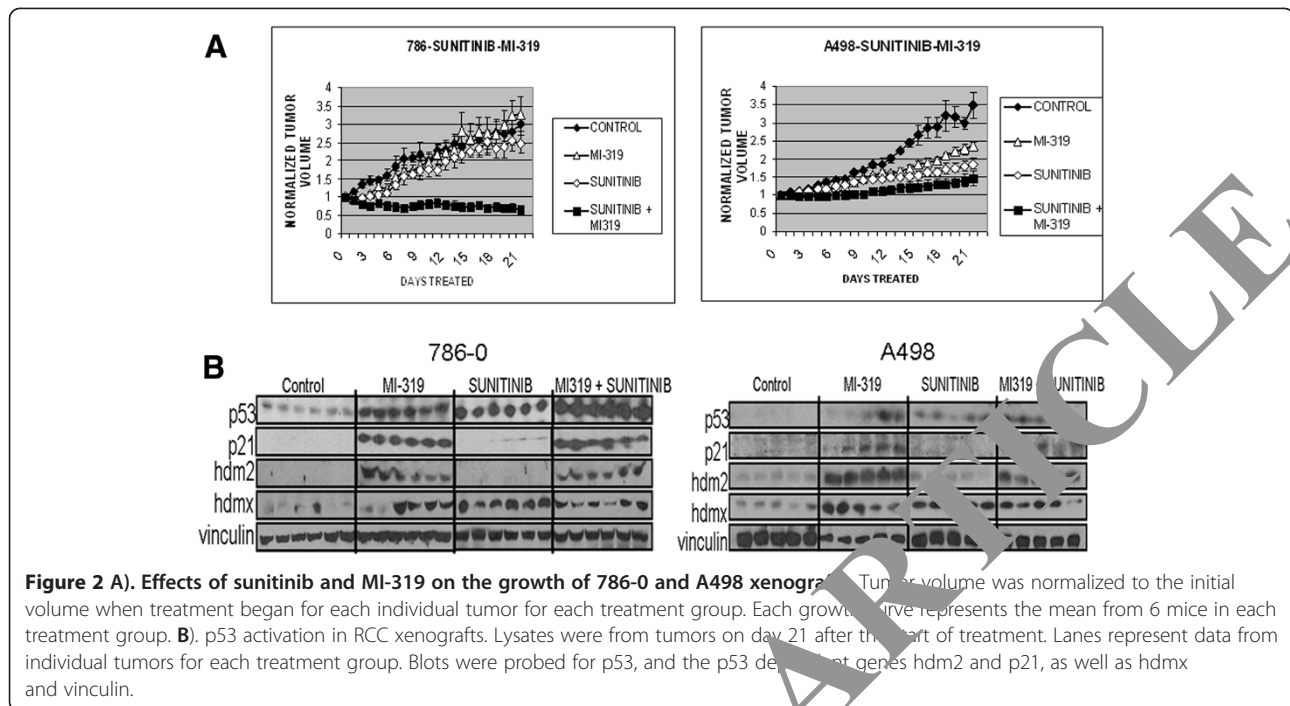 A
786-SUNITINIB-MI-319
NORMALIZED TUMOR
VOLUME
4
3.5
3
2.5
2
1.5
1
0.5
0
0
3
6
9
12
15
18
21
DAYS TREATED
CONTROL
MI-319
SUNITINIB
SUNITINIB +
MI319
A498-SUNITINIB-MI-319
NORMALIZED TUMOR
VOLUME
4
3.5
3
2.5
2
1.5
1
0.5
0
0
3
6
9
12
15
18
21
DAYS TREATED
CONTROL
MI-319
SUNITINIB
SUNITINIB +
MI-319
B
786-0
Control MI-319 SUNITINIB MI319 + SUNITINIB
p53
p21
hdm2
hdmx
vinculin
A498
Control MI-319 SUNITINIB MI319 SUNITINIB
p53
p21
hdm2
hdmx
vinculin
Figure 2 A). Effects of sunitinib and MI-319 on the growth of 786-0 and A498 Tumor volume was normalized to the initial
volume when treatment began for each individual tumor for each treatment group. Each growth curve represents the mean from 6 mice in each
treatment group. B). p53 activation in RCC xenografts. Lysates were from tumors on day 21 after the start of treatment. Lanes represent data from
individual tumors for each treatment group. Blots were probed for p53, and the p53 dependent genes hdm2 and p21, as well as hdmx
and vinculin.
ARTICLE